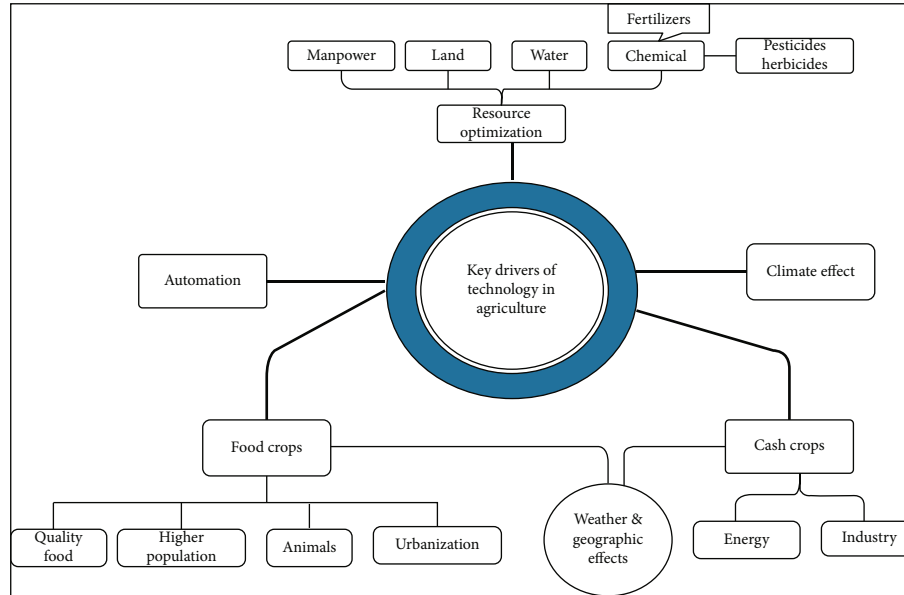 Fertilizers
Manpower
Land
Water
Chemical
Pesticides
herbicides
Resource
optimization
Automation
Key drivers of
technology in
agriculture
Climate effect
Food crops
Cash crops
Quality
food
Higher
population
Animals
Urbanization
Weather &
geographic
effects
Energy
Industry